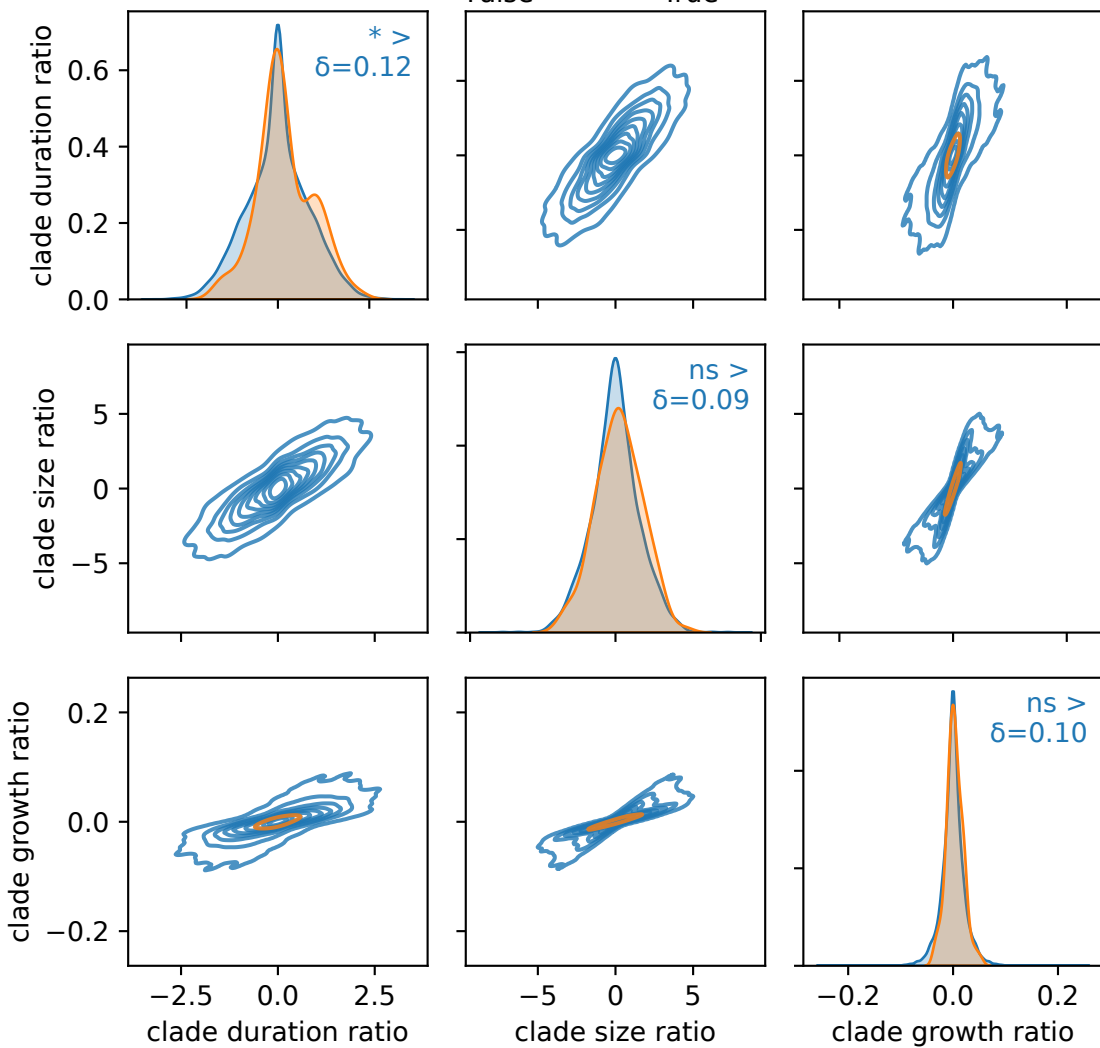 clade duration ratio
0.6
0.4
0.2
0.0
* >
δ=0.12
clade size ratio
5
0
−5
ns >
δ=0.09
clade growth ratio
0.2
0.0
−0.2
ns >
δ=0.10
−2.5 0.0 2.5
−5 0 5
−0.2 0.0 0.2
clade duration ratio
clade size ratio
clade growth ratio